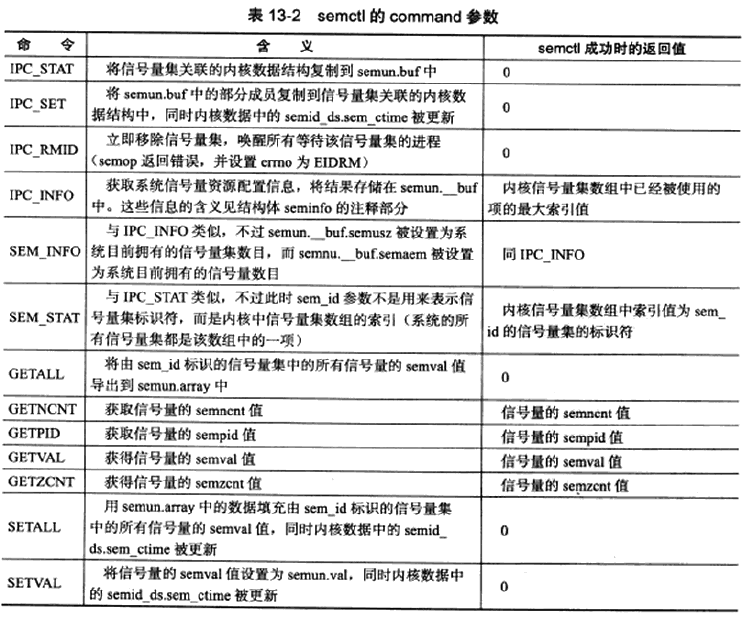 表 13-2 semctl 的 command 参数
命 令 含 义 semctl 成功时的返回值
IPC_STAT 将信号量集关联的内核数据结构复制到 semun.buf 中 0
IPC_SET 将 semun.buf 中的部分成员复制到信号量集关联的内核数
据结构中，同时内核数据中的 semid_ds.sem_ctime 被更新 0
IPC_RMID 立即移除信号量集，唤醒所有等待该信号量集的进程
（semop 返回错误，并设置 errno 为 EIDRM） 0
IPC_INFO 获取系统信号量资源配置信息，将结果存储在 semun.__buf
中。这些信息的含义见结构体 seminfo 的注释部分
内核信号量集数组中已经被使用的
项的最大索引值
SEM_INFO 与 IPC_INFO 类似，不过 semun.__buf.semusz 被设置为系
统目前拥有的信号量集数目，而 semnu.__buf.semaem 被设置
为系统目前拥有的信号量数目
同 IPC_INFO
SEM_STAT 与 IPC_STAT 类似，不过此时 sem_id 参数不是用来表示信
号量集标识符，而是内核中信号量集数组的索引（系统的所
有信号量集都是该数组中的一项）
内核信号量集数组中索引值为 sem_
id 的信号量集的标识符
GETALL 将由 sem_id 标识的信号量集中的所有信号量的 semval 值
导出到 semun.array 中 0
GETNCNT 获取信号量的 semncnt 值 信号量的 semncnt 值
GETPID 获取信号量的 sempid 值 信号量的 sempid 值
GETVAL 获得信号量的 semval 值 信号量的 semval 值
GETZCNT 获得信号量的 semzcnt 值 信号量的 semzcnt 值
SETALL 用 semun.array 中的数据填充由 sem_id 标识的信号量集
中的所有信号量的 semval 值，同时内核数据中的 semid_
ds.sem_ctime 被更新 0
SETVAL 将信号量的 semval 值设置为 semun.val，同时内核数据中
的 semid_ds.sem_ctime 被更新 0